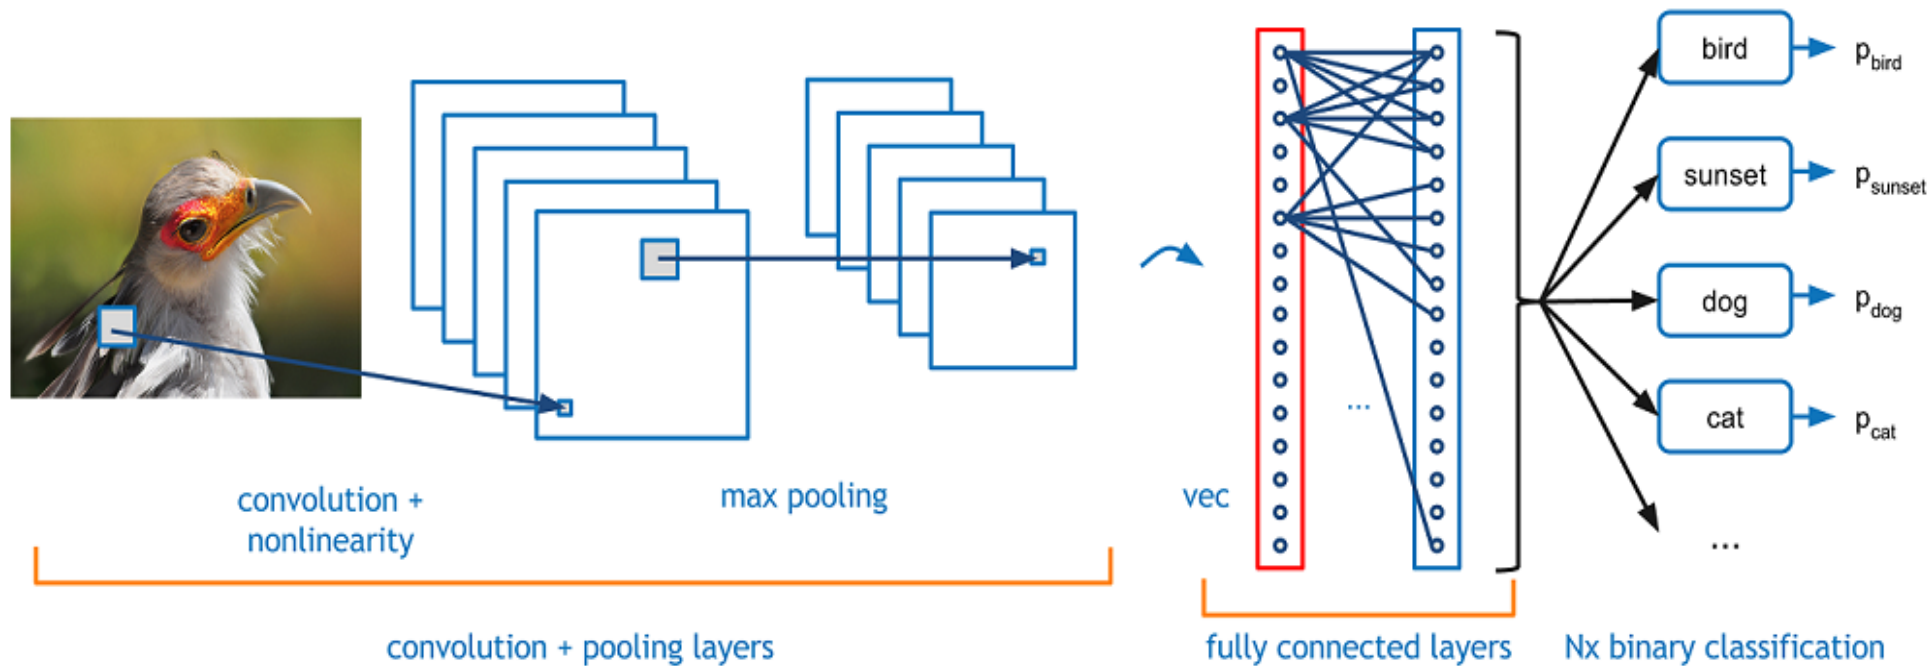 convolution +
nonlinearity
max pooling
vec
convolution + pooling layers
fully connected layers
Nx binary classification
bird
p_bird
sunset
p_sunset
dog
p_dog
cat
p_cat
...
...